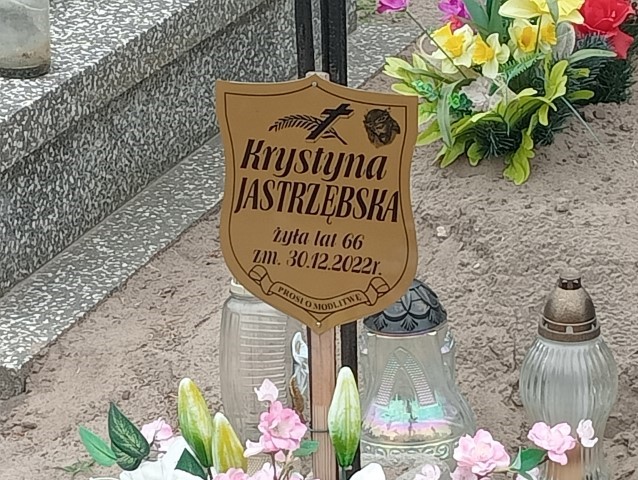 Krystyna
JASTRZĘBSKA
żyła lat 66
zm. 30.12.2022r.
PROSI O MODLITWĘ